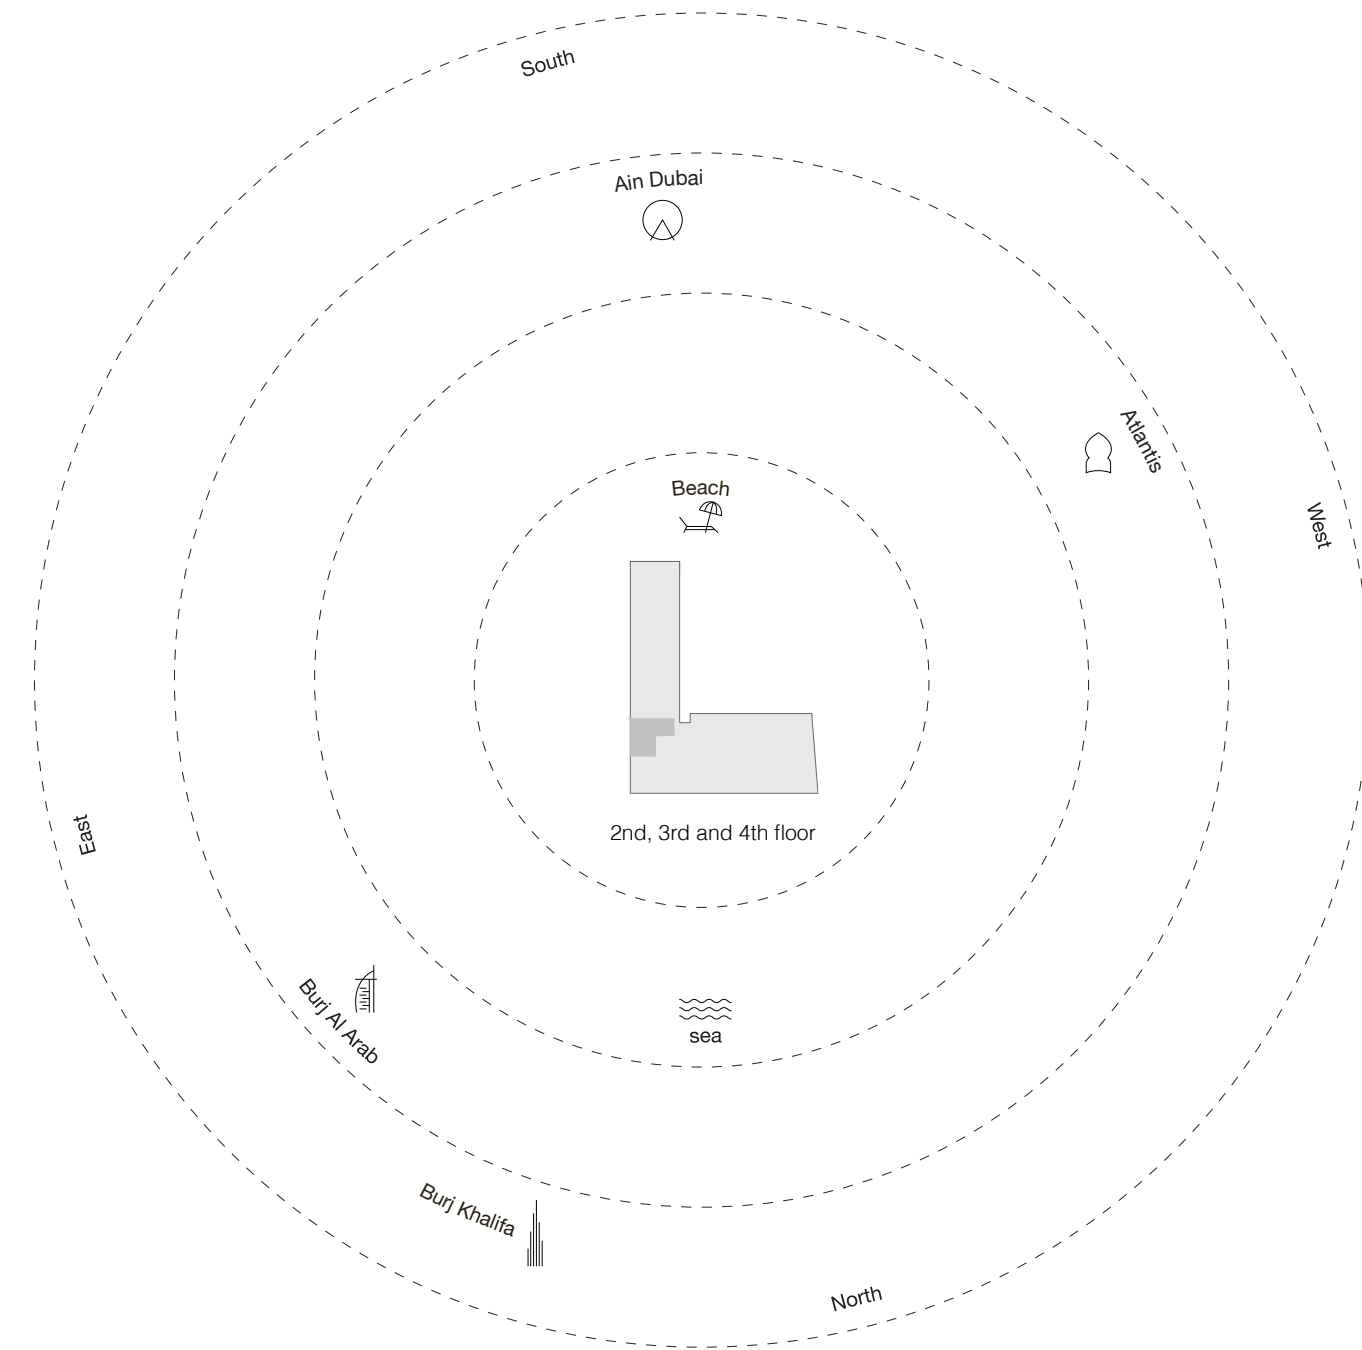 South
Ain Dubai
Atlantis
Beach
West
2nd, 3rd and 4th floor
East
Burj Al Arab
sea
Burj Khalifa
North